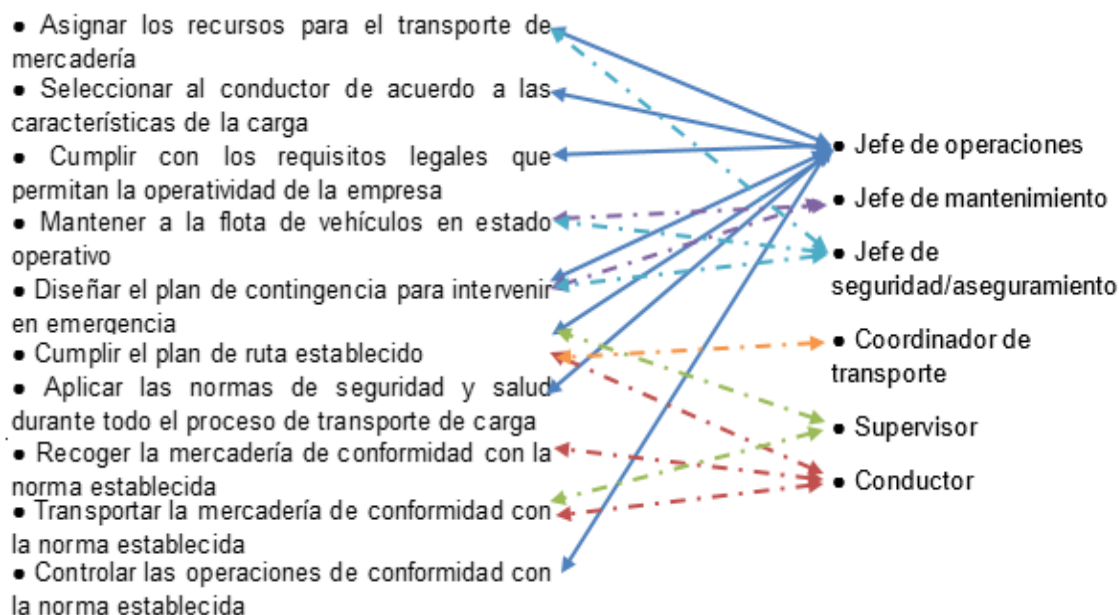 ● Asignar los recursos para el transporte de
mercadería
● Seleccionar al conductor de acuerdo a las
características de la carga
● Cumplir con los requisitos legales que
permitan la operatividad de la empresa
● Mantener a la flota de vehículos en estado
operativo
● Diseñar el plan de contingencia para intervenir
en emergencia
● Cumplir el plan de ruta establecido
● Aplicar las normas de seguridad y salud
durante todo el proceso de transporte de carga
● Recoger la mercadería de conformidad con la
norma establecida
● Transportar la mercadería de conformidad con
la norma establecida
● Controlar las operaciones de conformidad con
la norma establecida
● Jefe de operaciones
● Jefe de mantenimiento
● Jefe de
seguridad/aseguramiento
● Coordinador de
transporte
● Supervisor
● Conductor